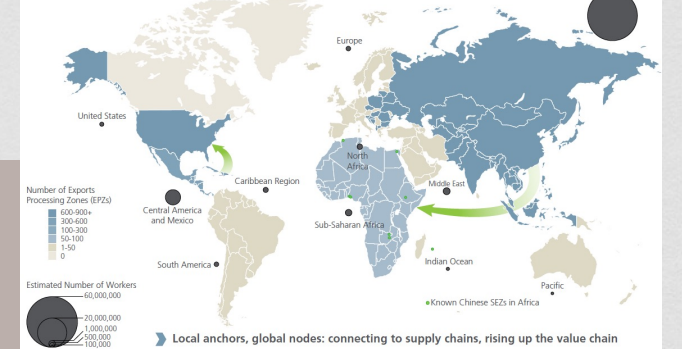 Europe
United States
North
Africa
Caribbean Region
Middle East
Number of Exports
Processing Zones (EPZs)
600-900+
300-600
100-300
50-100
1-50
0
Central America
and Mexico
Sub-Saharan Africa
South America
Indian Ocean
Pacific
Known Chinese SEZs in Africa
Estimated Number of Workers
60,000,000
20,000,000
1,000,000
500,000
100,000
Local anchors, global nodes: connecting to supply chains, rising up the value chain